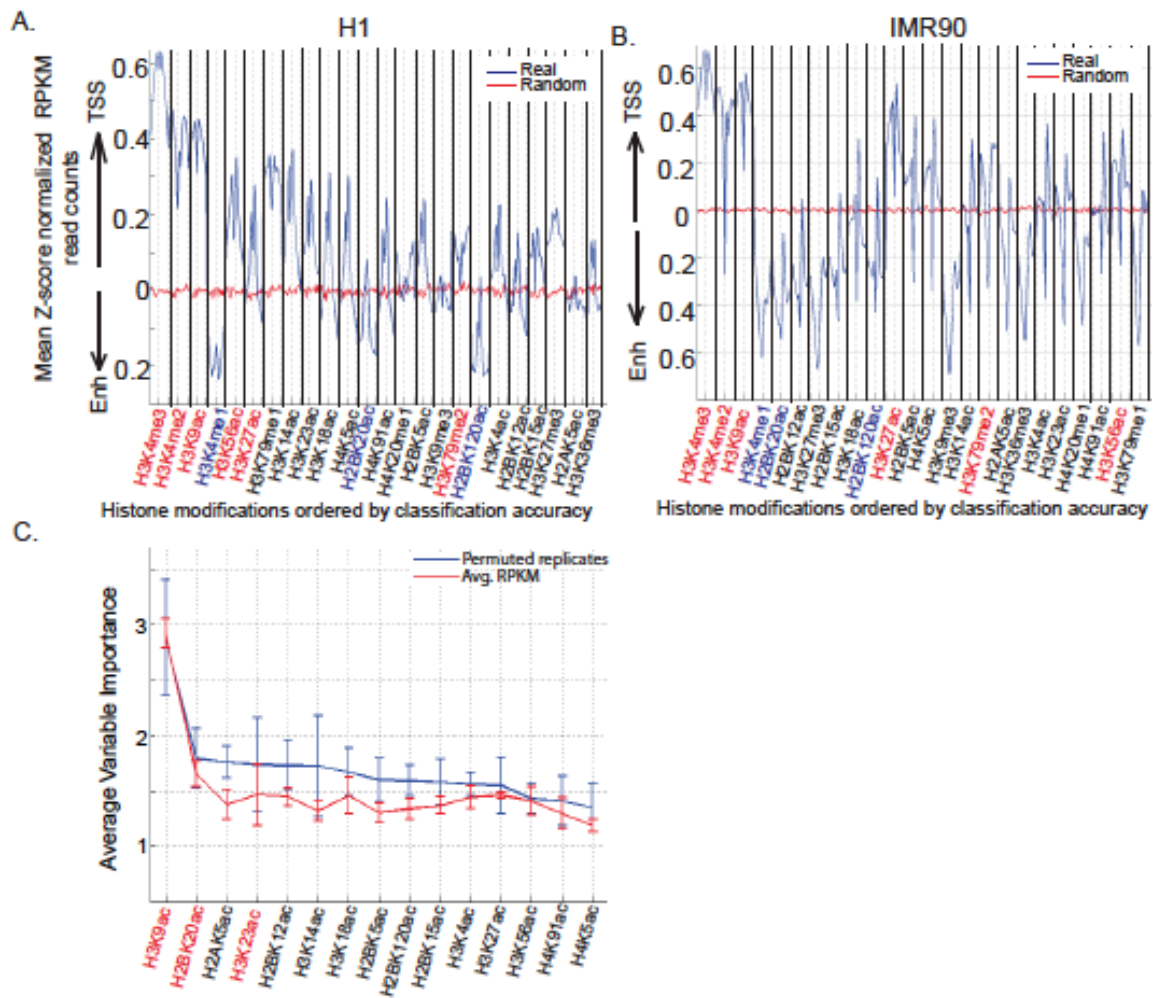 A.
H1
Mean Z-score normalized RPKM
read counts
TSS
Enh
0.6
0.4
0.2
0
0.2
Real
Random
H3K4me3
H3K4me2
H3K9ac
H3K4me1
H3K56ac
H3K27ac
H3K79me1
H3K14ac
H3K23ac
H3K18ac
H4K5ac
H2BK20ac
H4K91ac
H4K20me1
H2BK5ac
H3K9me3
H3K79me2
H2BK120ac
H3K4ac
H2BK12ac
H2BK15ac
H3K27me3
H2AK5ac
H3K36me3
Histone modifications ordered by classification accuracy
B.
IMR90
TSS
Enh
0.6
0.4
0.2
0
0.2
0.4
0.6
Real
Random
H3K4me3
H3K4me2
H3K9ac
H3K4me1
H2BK20ac
H2BK12ac
H3K27me3
H2BK15ac
H3K18ac
H2BK120ac
H3K27ac
H2BK5ac
H4K5ac
H3K9me3
H3K14ac
H3K79me2
H2AK5ac
H3K36me3
H3K4ac
H3K23ac
H4K20me1
H4K91ac
H3K56ac
H3K79me1
Histone modifications ordered by classification accuracy
C.
Average Variable Importance
3
2
1
Permuted replicates
Avg. RPKM
H3K9ac
H2BK20ac
H2AK5ac
H3K23ac
H2BK12ac
H3K14ac
H3K18ac
H2BK5ac
H2BK120ac
H2BK15ac
H3K4ac
H3K27ac
H3K56ac
H4K91ac
H4K5ac